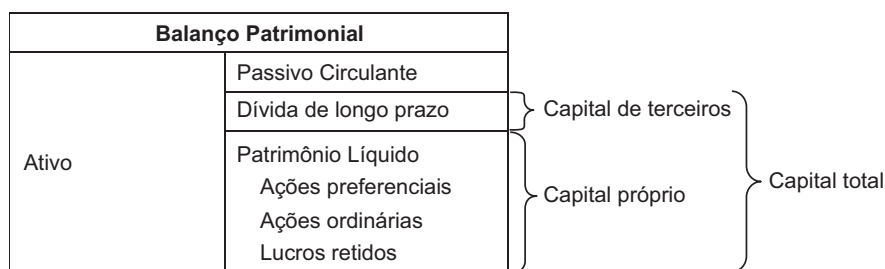 Balanço Patrimonial
Passivo Circulante
Dívida de longo prazo
Capital de terceiros
Ativo
Patrimônio Líquido
Ações preferenciais
Ações ordinárias
Lucros retidos
Capital próprio
Capital total